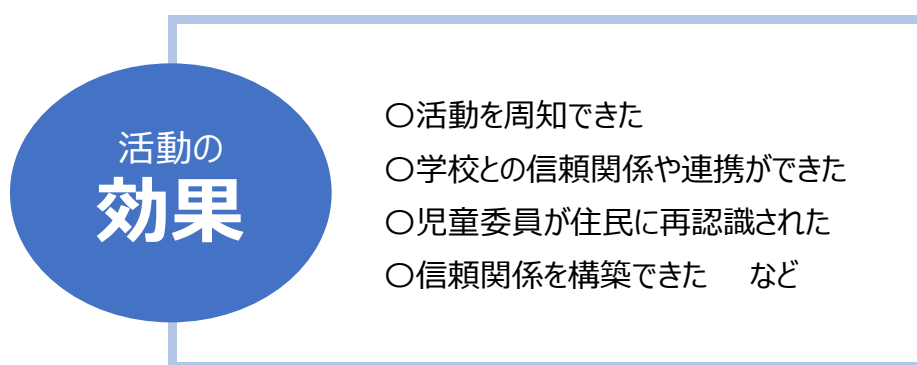 活動の
効果
〇活動を周知できた
〇学校との信頼関係や連携ができた
〇児童委員が住民に再認識された
〇信頼関係を構築できた　など